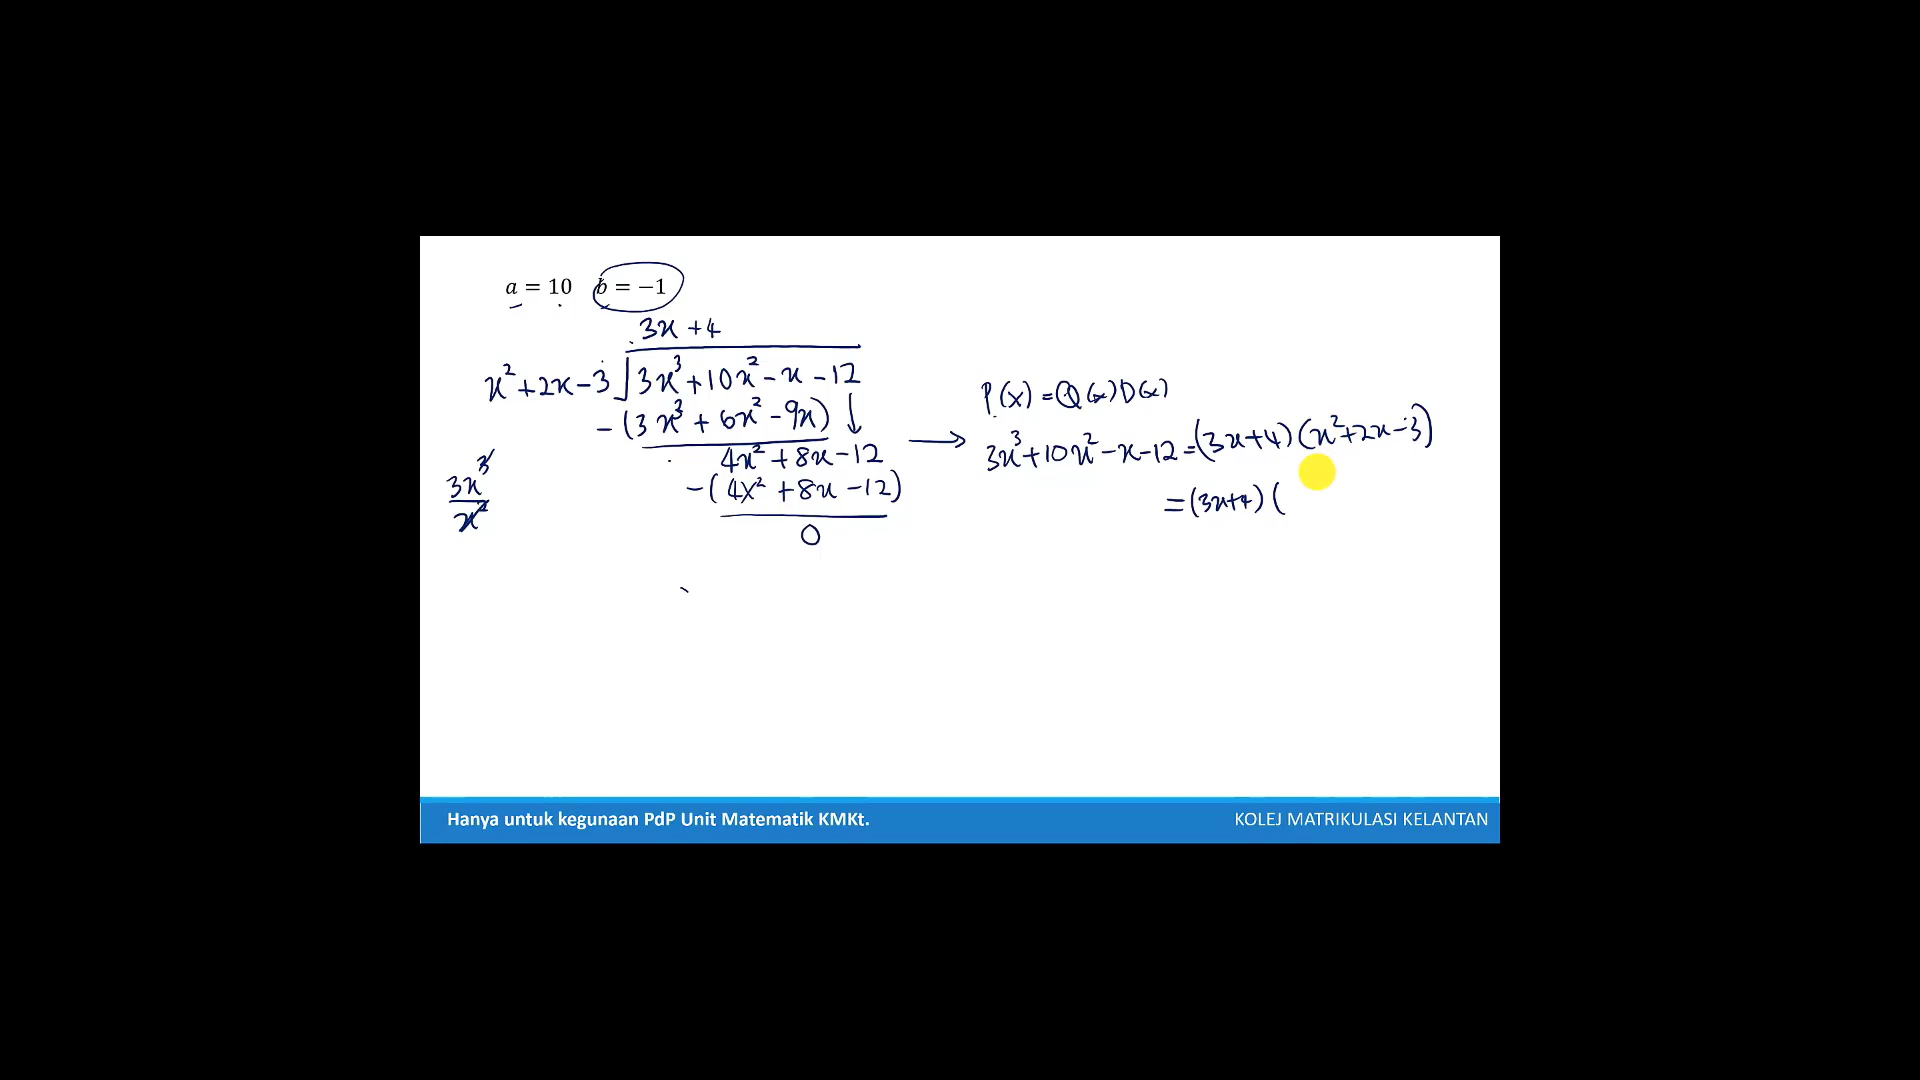 a = 10 b = −1
3x + 4
x² + 2x − 3 | 3x³ + 10x² − x − 12
− (3x³ + 6x² − 9x) ↓
4x² + 8x − 12
− (4x² + 8x − 12)
0
3x³
x²
→
P(x) = Q(x) D(x)
3x³ + 10x² − x − 12 = (3x + 4) (x² + 2x − 3)
= (3x + 4) (
Hanya untuk kegunaan PdP Unit Matematik KMKt.
KOLEJ MATRIKULASI KELANTAN